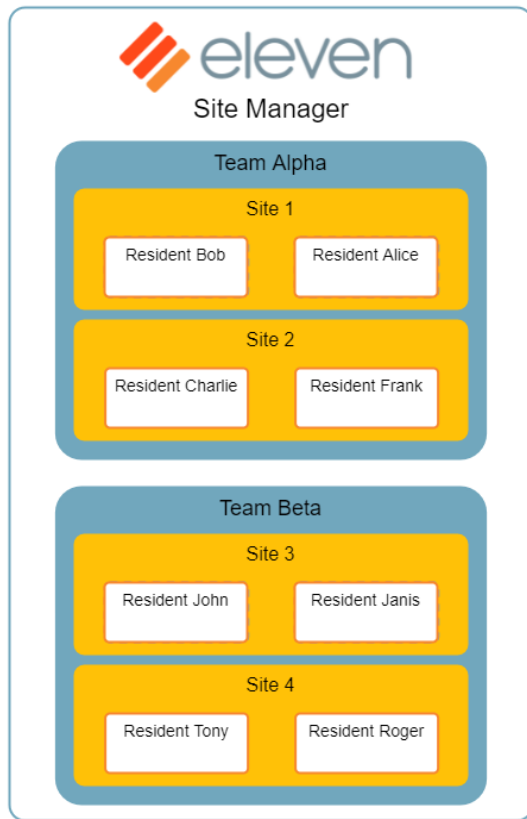 eleven
Site Manager
Team Alpha
Site 1
Resident Bob
Resident Alice
Site 2
Resident Charlie
Resident Frank
Team Beta
Site 3
Resident John
Resident Janis
Site 4
Resident Tony
Resident Roger